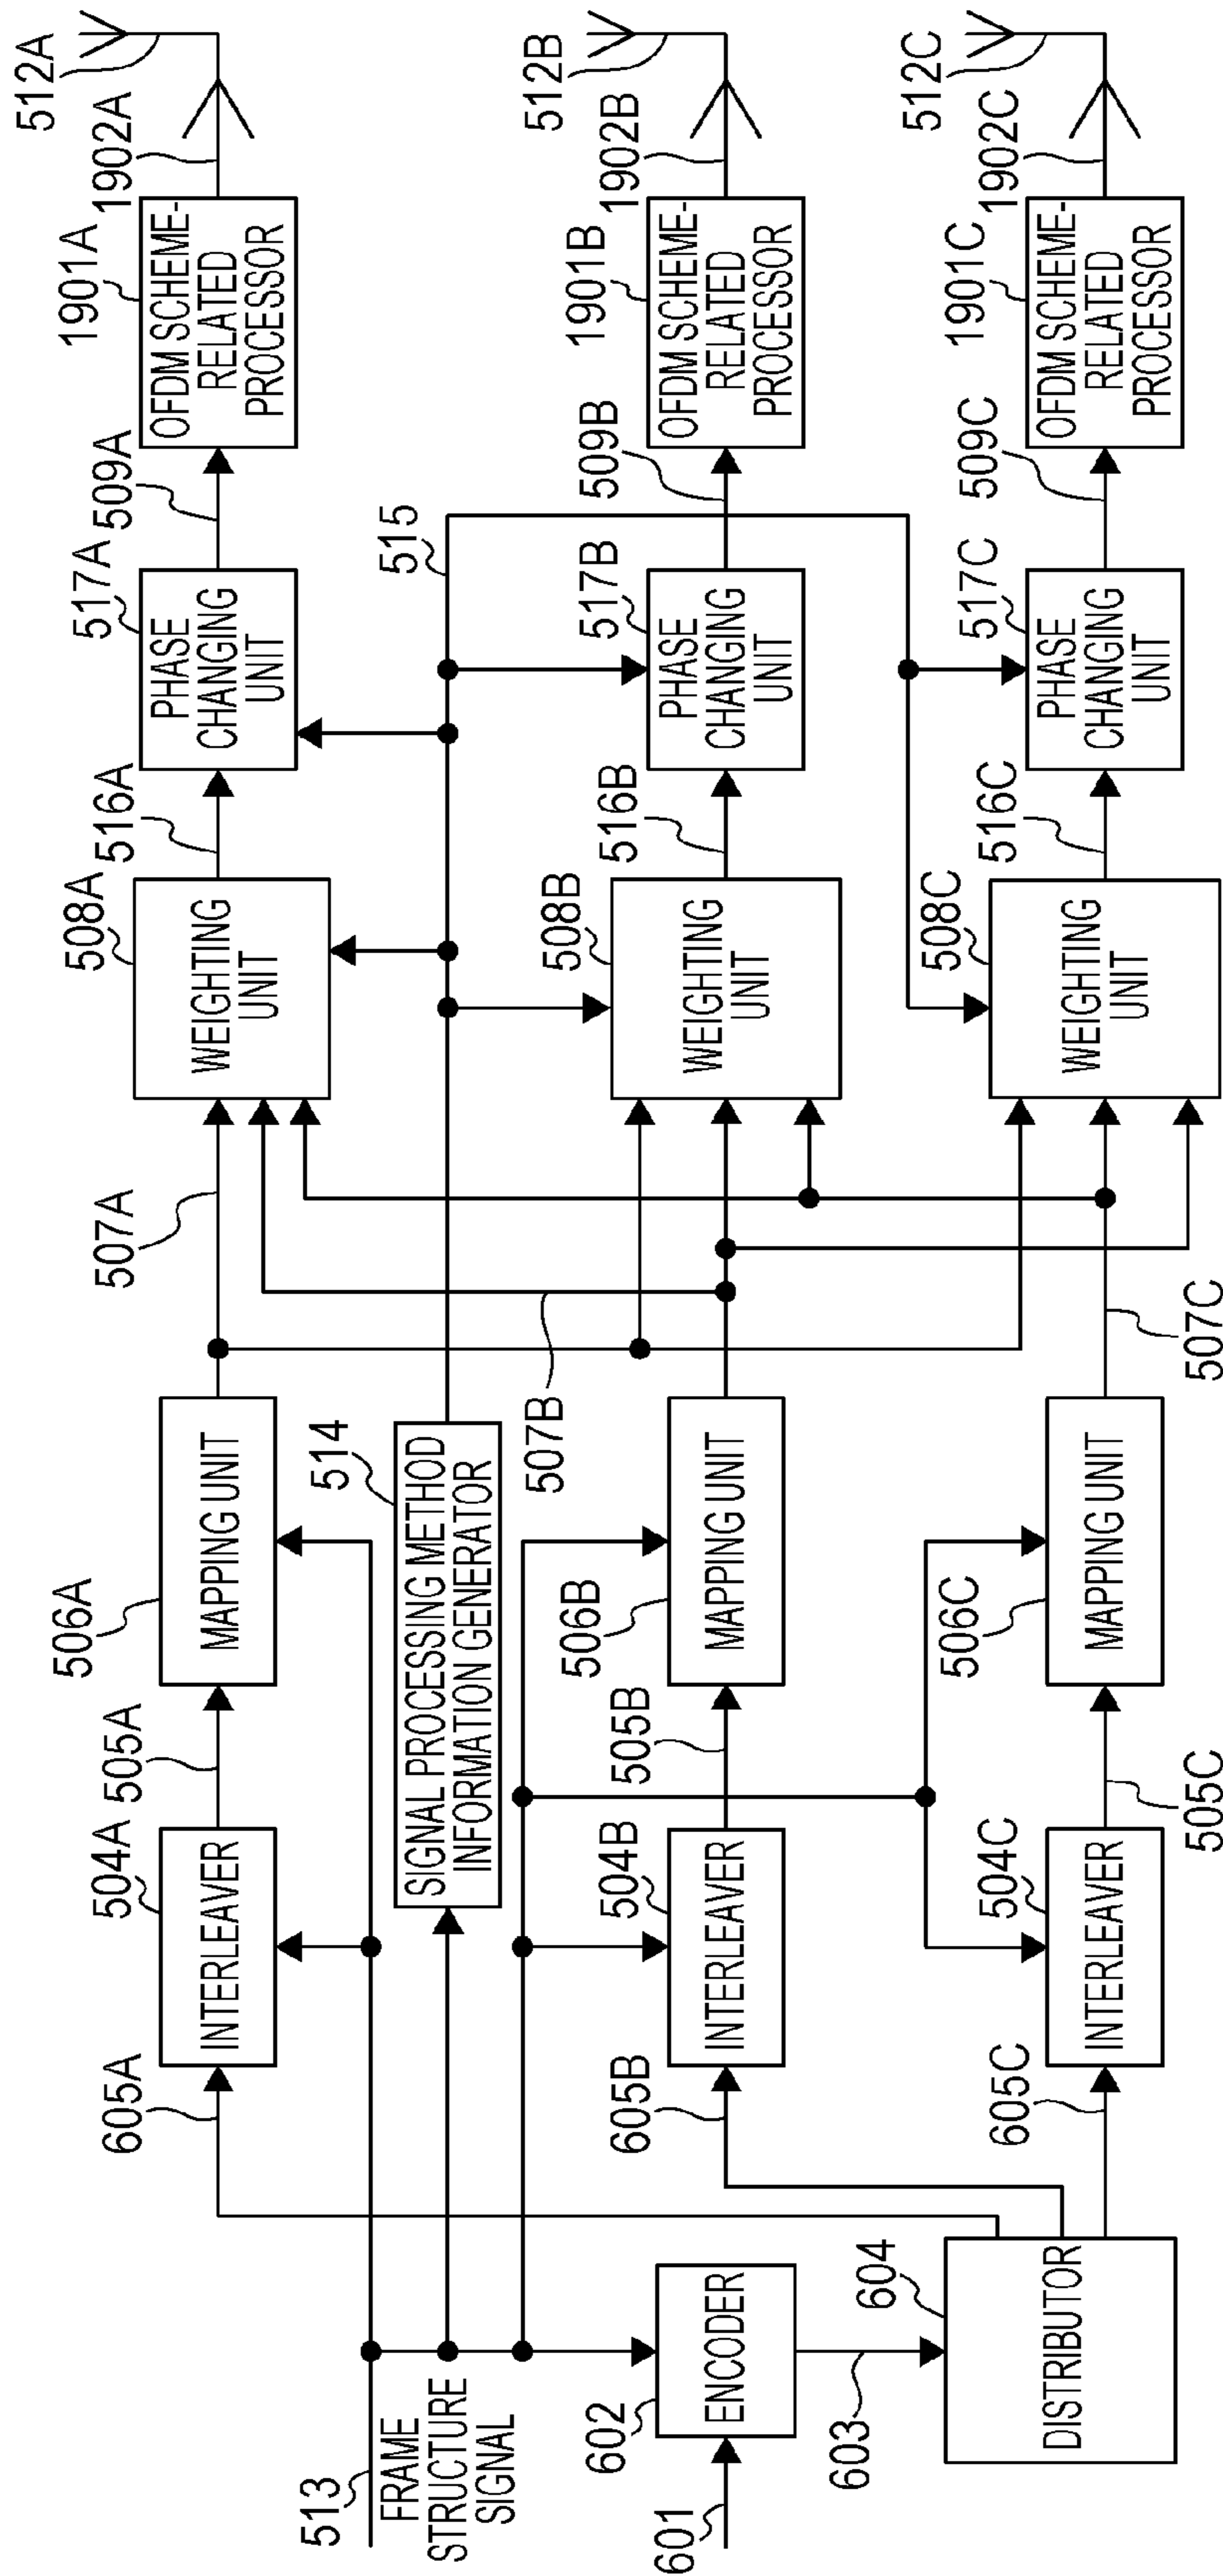 512A
1902A
1901A
OFDM SCHEME-
RELATED
PROCESSOR
509A
517A
PHASE
CHANGING
UNIT
516A
508A
WEIGHTING
UNIT
507A
506A
MAPPING UNIT
505A
504A
INTERLEAVER
605A
515
514
SIGNAL PROCESSING METHOD
INFORMATION GENERATOR
513
FRAME
STRUCTURE
SIGNAL
512B
1902B
1901B
OFDM SCHEME-
RELATED
PROCESSOR
509B
517B
PHASE
CHANGING
UNIT
516B
508B
WEIGHTING
UNIT
507B
506B
MAPPING UNIT
505B
504B
INTERLEAVER
605B
602
ENCODER
601
603
512C
1902C
1901C
OFDM SCHEME-
RELATED
PROCESSOR
509C
517C
PHASE
CHANGING
UNIT
516C
508C
WEIGHTING
UNIT
507C
506C
MAPPING UNIT
505C
504C
INTERLEAVER
605C
604
DISTRIBUTOR